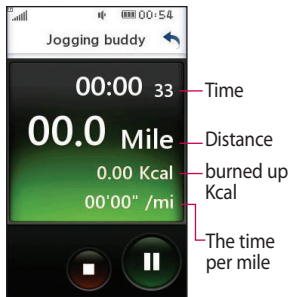 00:54
Jogging buddy
00:00 33
Time
00.0 Mile
Distance
0.00 Kcal
burned up
Kcal
00'00" /mi
The time
per mile